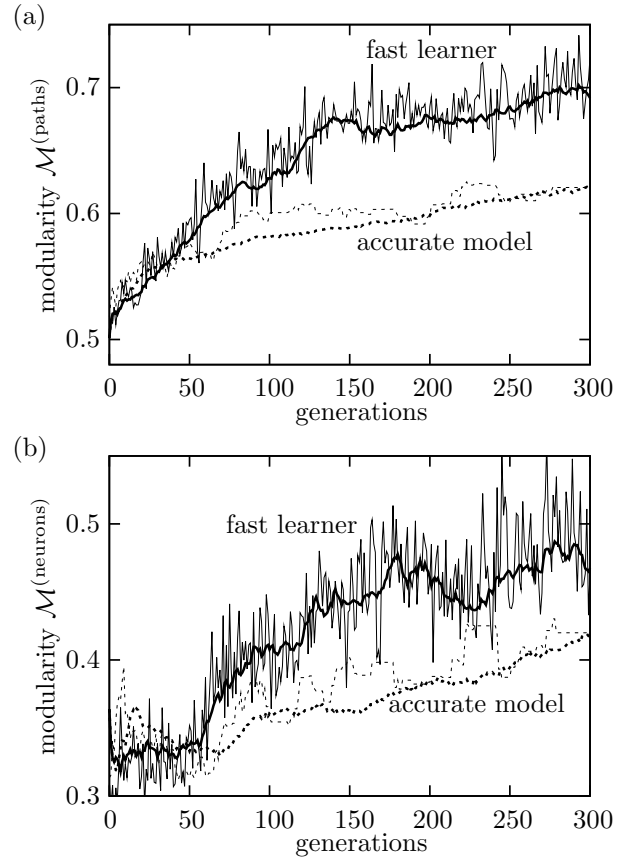 (a)
modularity M(paths)
0.7
0.6
0.5
fast learner
accurate model
0 50 100 150 200 250 300
generations
(b)
modularity M(neurons)
0.5
0.4
0.3
fast learner
accurate model
0 50 100 150 200 250 300
generations